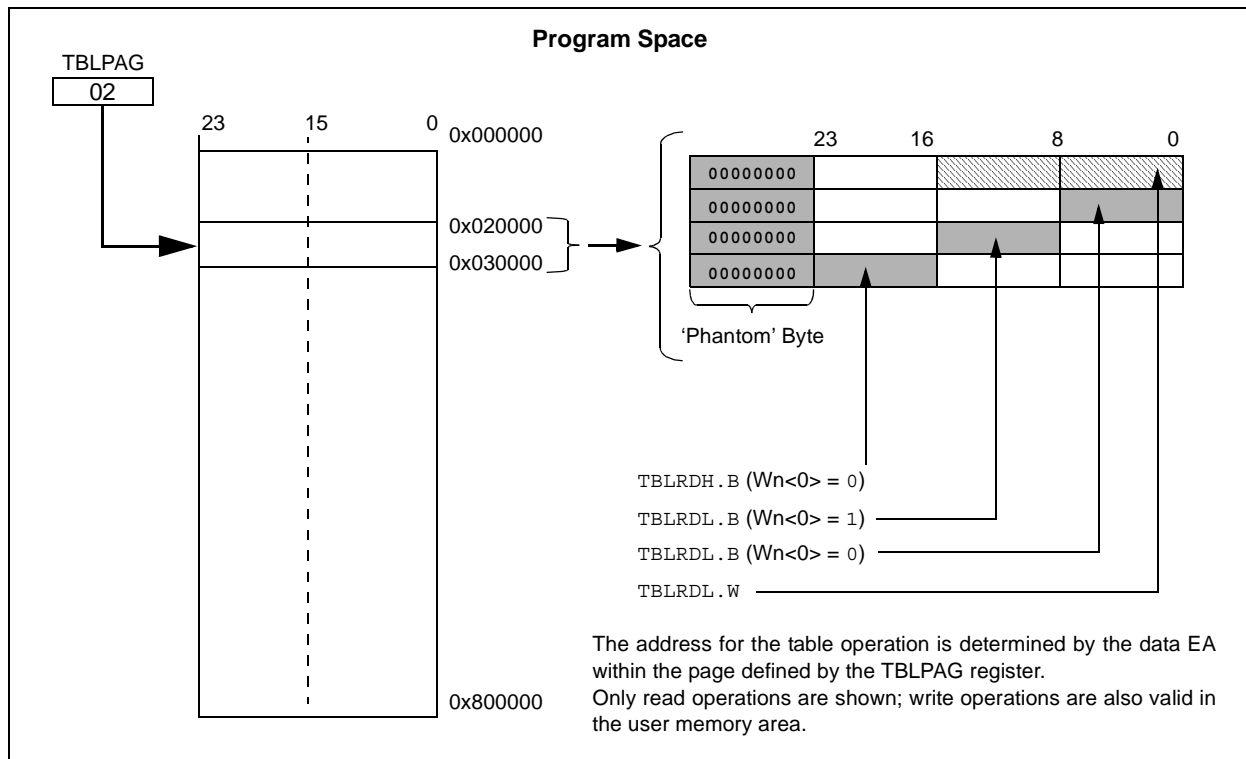 Program Space
TBLPAG
02
23 15 0
0x000000
0x020000
0x030000
0x800000
23 16 8 0
00000000
00000000
00000000
00000000
‘Phantom’ Byte
TBLRDH.B (Wn<0> = 0)
TBLRDL.B (Wn<0> = 1)
TBLRDL.B (Wn<0> = 0)
TBLRDL.W
The address for the table operation is determined by the data EA
within the page defined by the TBLPAG register.
Only read operations are shown; write operations are also valid in
the user memory area.